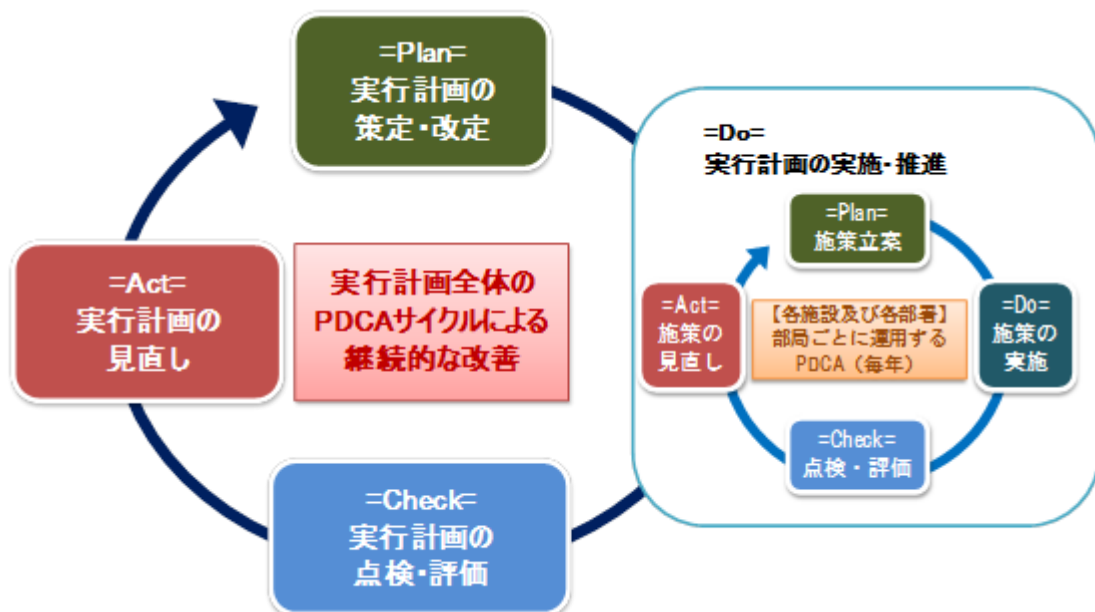 =Plan=
実行計画の
策定・改定
=Do=
実行計画の実施・推進
=Plan=
施策立案
=Act=
施策の
見直し
【各施設及び各部署】
部局ごとに運用する
PDCA（毎年）
=Do=
施策の
実施
=Check=
点検・評価
=Act=
実行計画の
見直し
実行計画全体の
PDCAサイクルによる
継続的な改善
=Check=
実行計画の
点検・評価